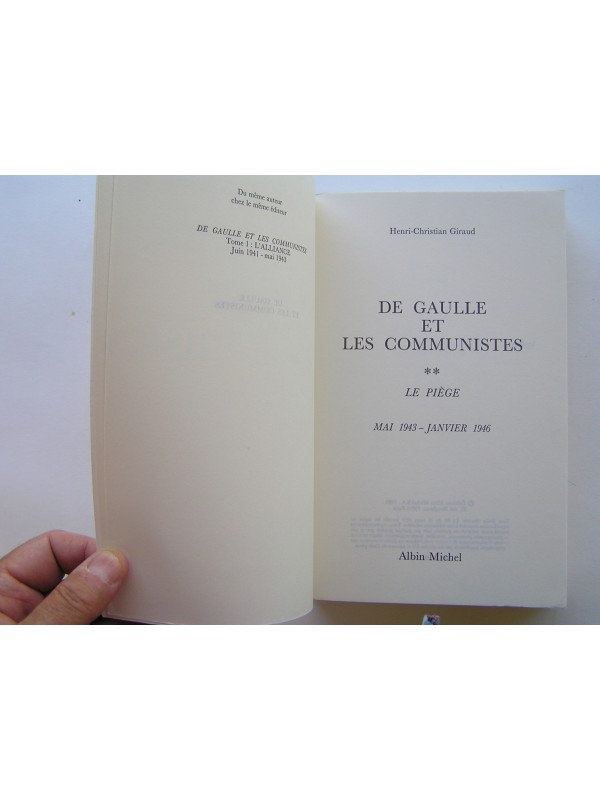 Du même auteur
chez le même éditeur
DE GAULLE ET LES COMMUNISTES
Tome 1 : L'ALLIANCE
Juin 1941 - mai 1943
Henri-Christian Giraud
DE GAULLE
ET
LES COMMUNISTES
**
LE PIÈGE
MAI 1943 – JANVIER 1946
Albin Michel